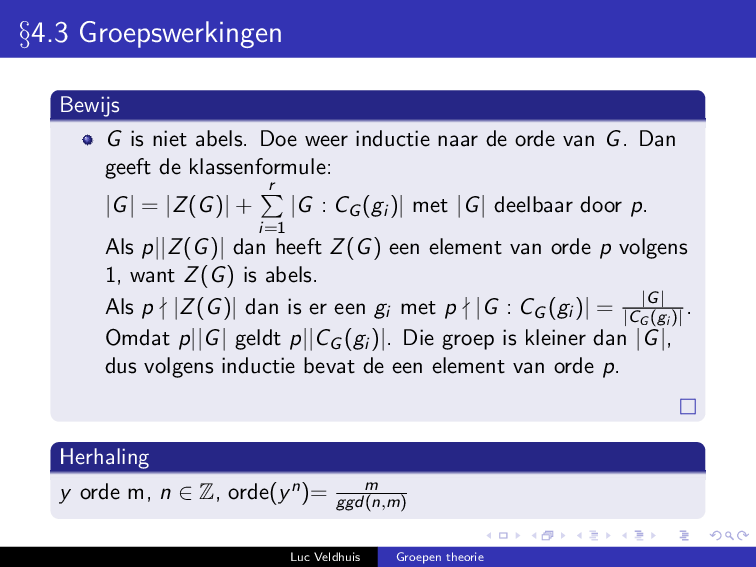 §4.3 Groepswerkingen
Bewijs
G is niet abels. Doe weer inductie naar de orde van G. Dan
geeft de klassenformule:
|G| = |Z(G)| + \sum_{i=1}^{r} |G : C_G(g_i)| met |G| deelbaar door p.
Als p||Z(G)| dan heeft Z(G) een element van orde p volgens
1, want Z(G) is abels.
Als p ∤ |Z(G)| dan is er een g_i met p ∤ |G : C_G(g_i)| = \frac{|G|}{|C_G(g_i)|}.
Omdat p||G| geldt p||C_G(g_i)|. Die groep is kleiner dan |G|,
dus volgens inductie bevat de een element van orde p.
Herhaling
y orde m, n ∈ ℤ, orde(y^n)= \frac{m}{ggd(n,m)}
Luc Veldhuis Groepen theorie